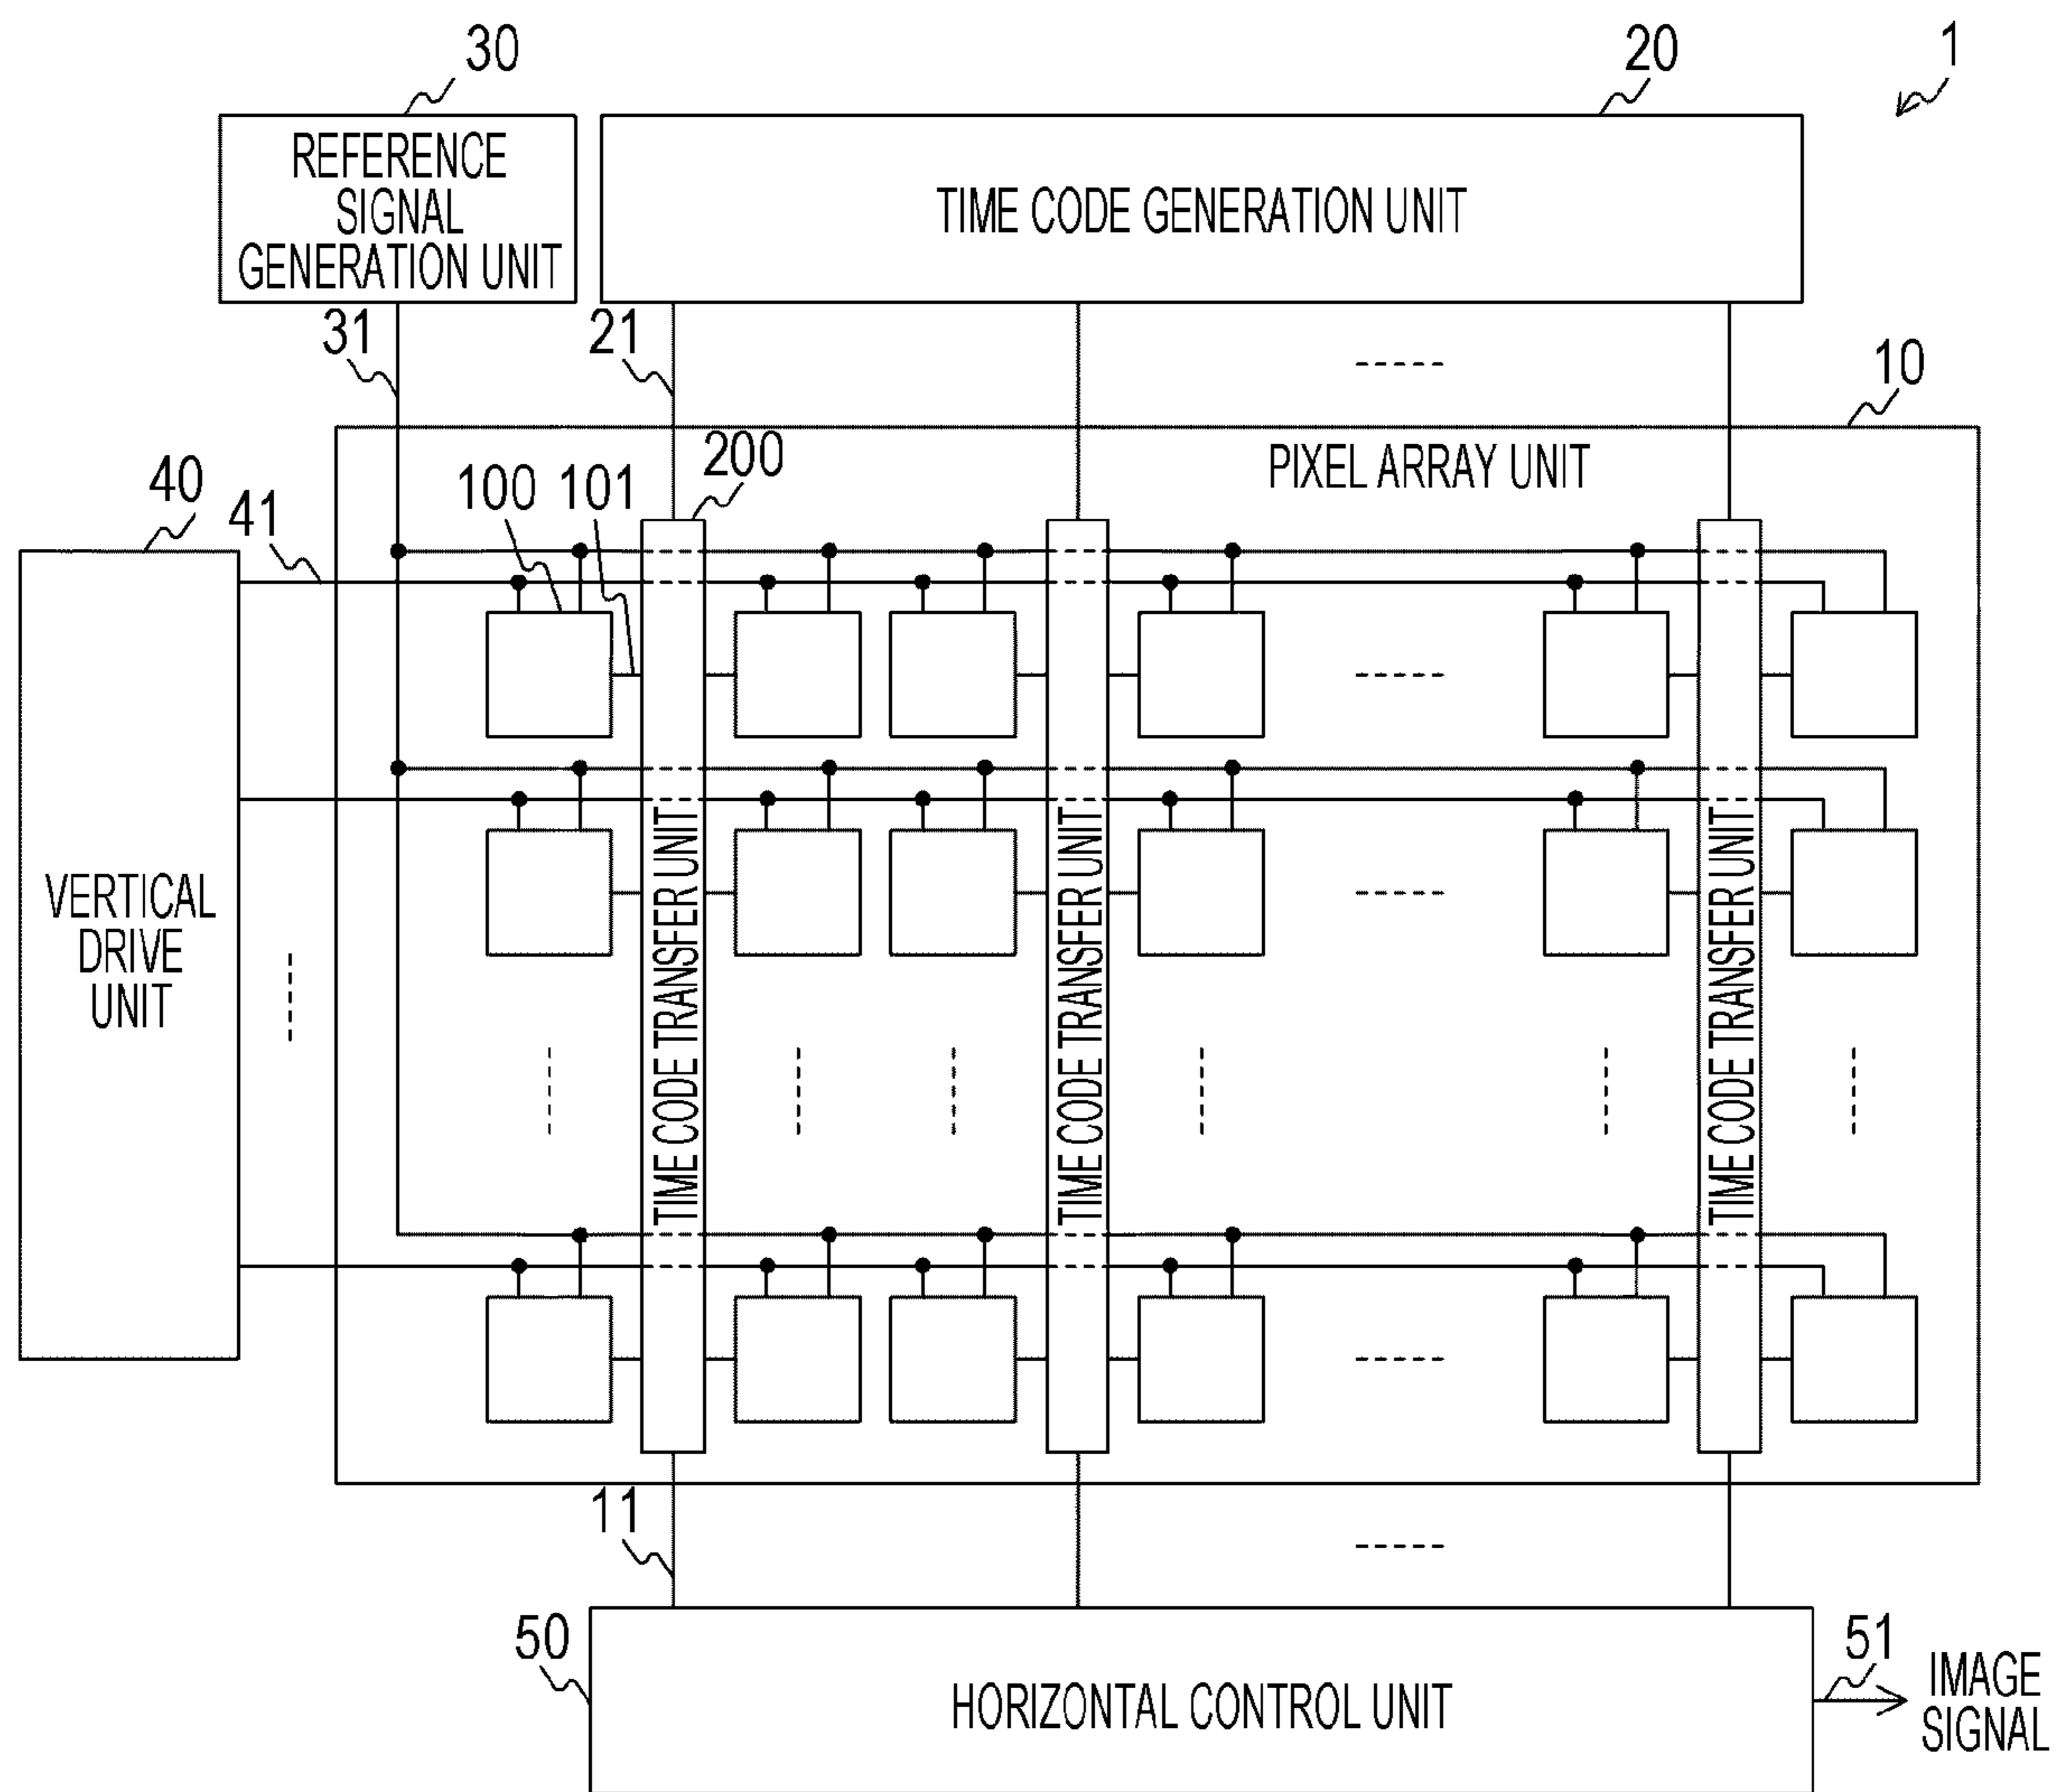 30
20
1
REFERENCE
SIGNAL
GENERATION UNIT
TIME CODE GENERATION UNIT
31
21
10
PIXEL ARRAY UNIT
200
40
41
100
101
VERTICAL
DRIVE
UNIT
TIME CODE TRANSFER UNIT
TIME CODE TRANSFER UNIT
TIME CODE TRANSFER UNIT
11
50
HORIZONTAL CONTROL UNIT
51
IMAGE
SIGNAL